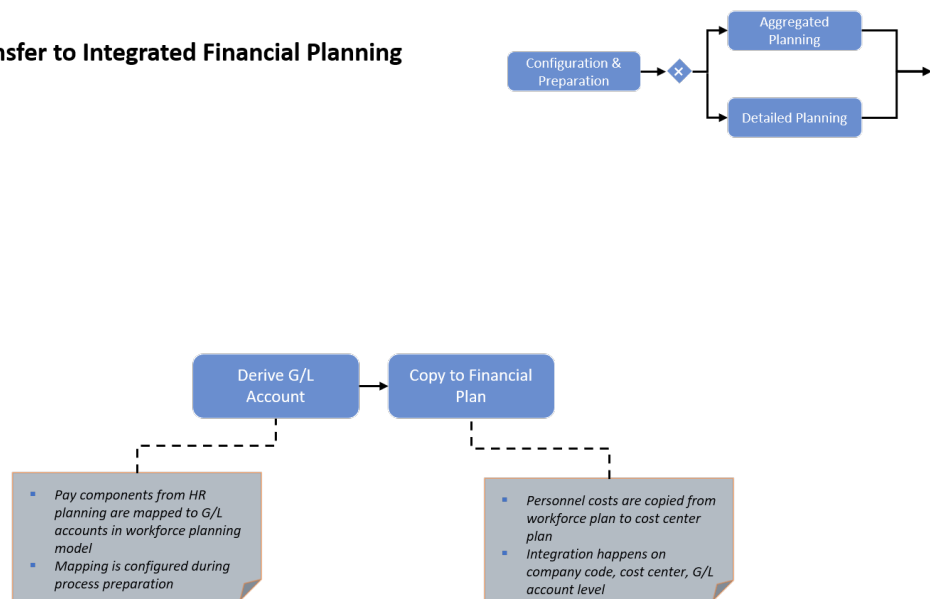 nsfer to Integrated Financial Planning
Configuration &
Preparation
Aggregated
Planning
Detailed Planning
Derive G/L
Account
Copy to Financial
Plan
▪ Pay components from HR
planning are mapped to G/L
accounts in workforce planning
model
▪ Mapping is configured during
process preparation
▪ Personnel costs are copied from
workforce plan to cost center
plan
▪ Integration happens on
company code, cost center, G/L
account level